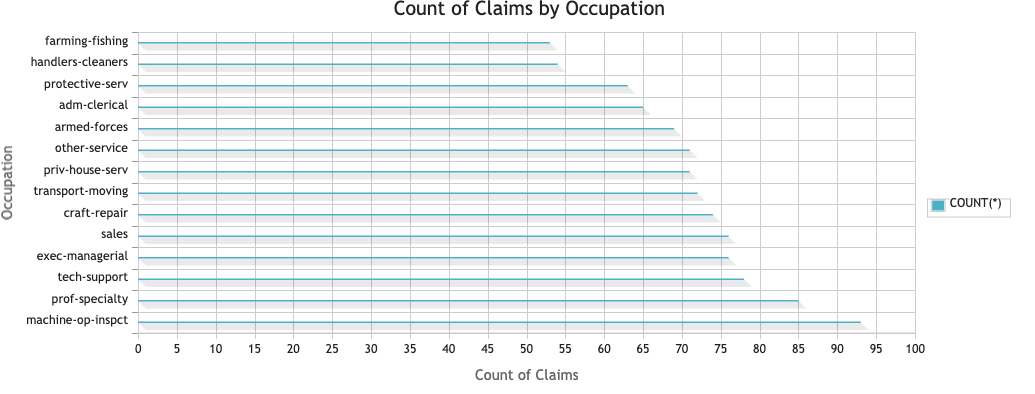 Count of Claims by Occupation
Occupation
farming-fishing
handlers-cleaners
protective-serv
adm-clerical
armed-forces
other-service
priv-house-serv
transport-moving
craft-repair
sales
exec-managerial
tech-support
prof-specialty
machine-op-inspct
0 5 10 15 20 25 30 35 40 45 50 55 60 65 70 75 80 85 90 95 100
Count of Claims
COUNT(*)